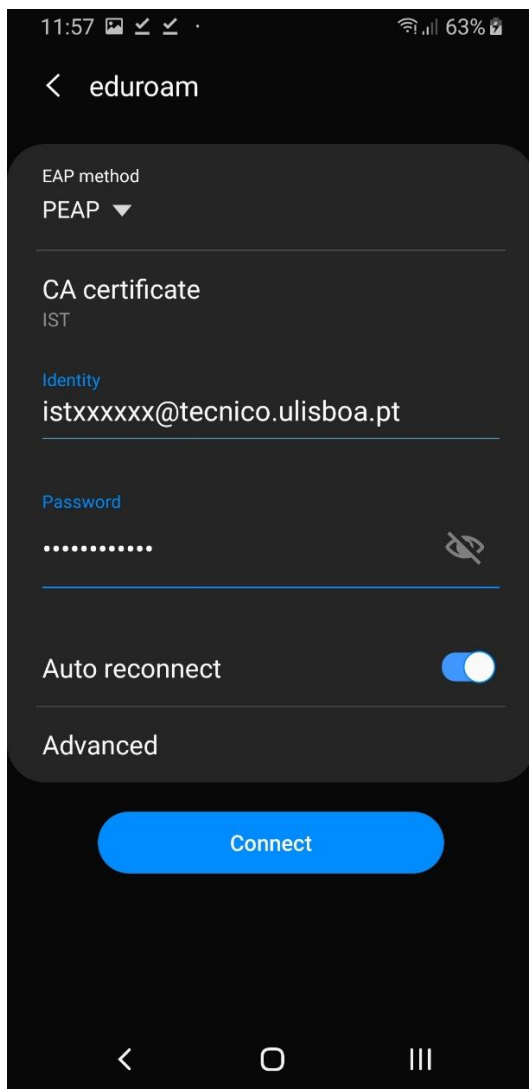 11:57
63%
eduroam
EAP method
PEAP
CA certificate
IST
Identity
istxxxxxx@tecnico.ulisboa.pt
Password
••••••••••••
Auto reconnect
Advanced
Connect